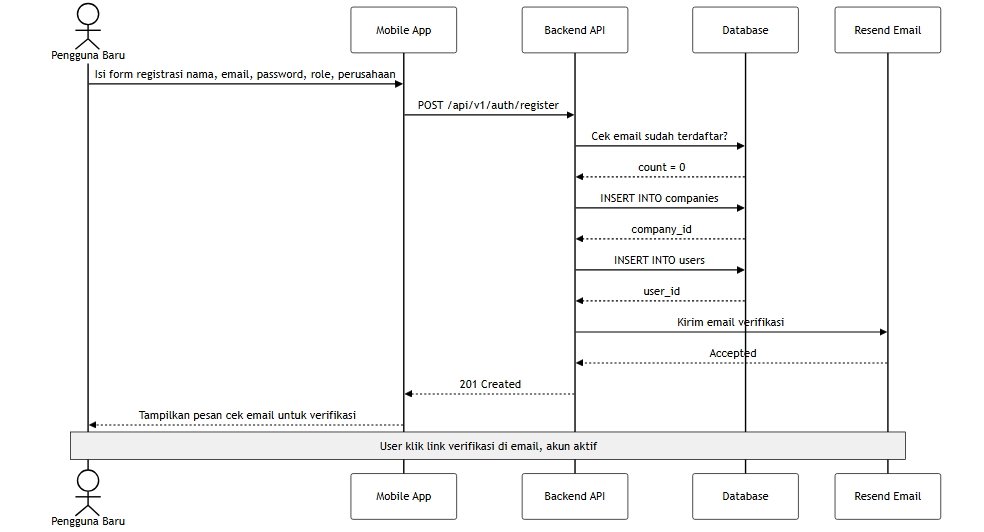 Pengguna Baru
Mobile App
Backend API
Database
Resend Email
Isi form registrasi nama, email, password, role, perusahaan
POST /api/v1/auth/register
Cek email sudah terdaftar?
count = 0
INSERT INTO companies
company_id
INSERT INTO users
user_id
Kirim email verifikasi
Accepted
201 Created
Tampilkan pesan cek email untuk verifikasi
User klik link verifikasi di email, akun aktif
Pengguna Baru
Mobile App
Backend API
Database
Resend Email